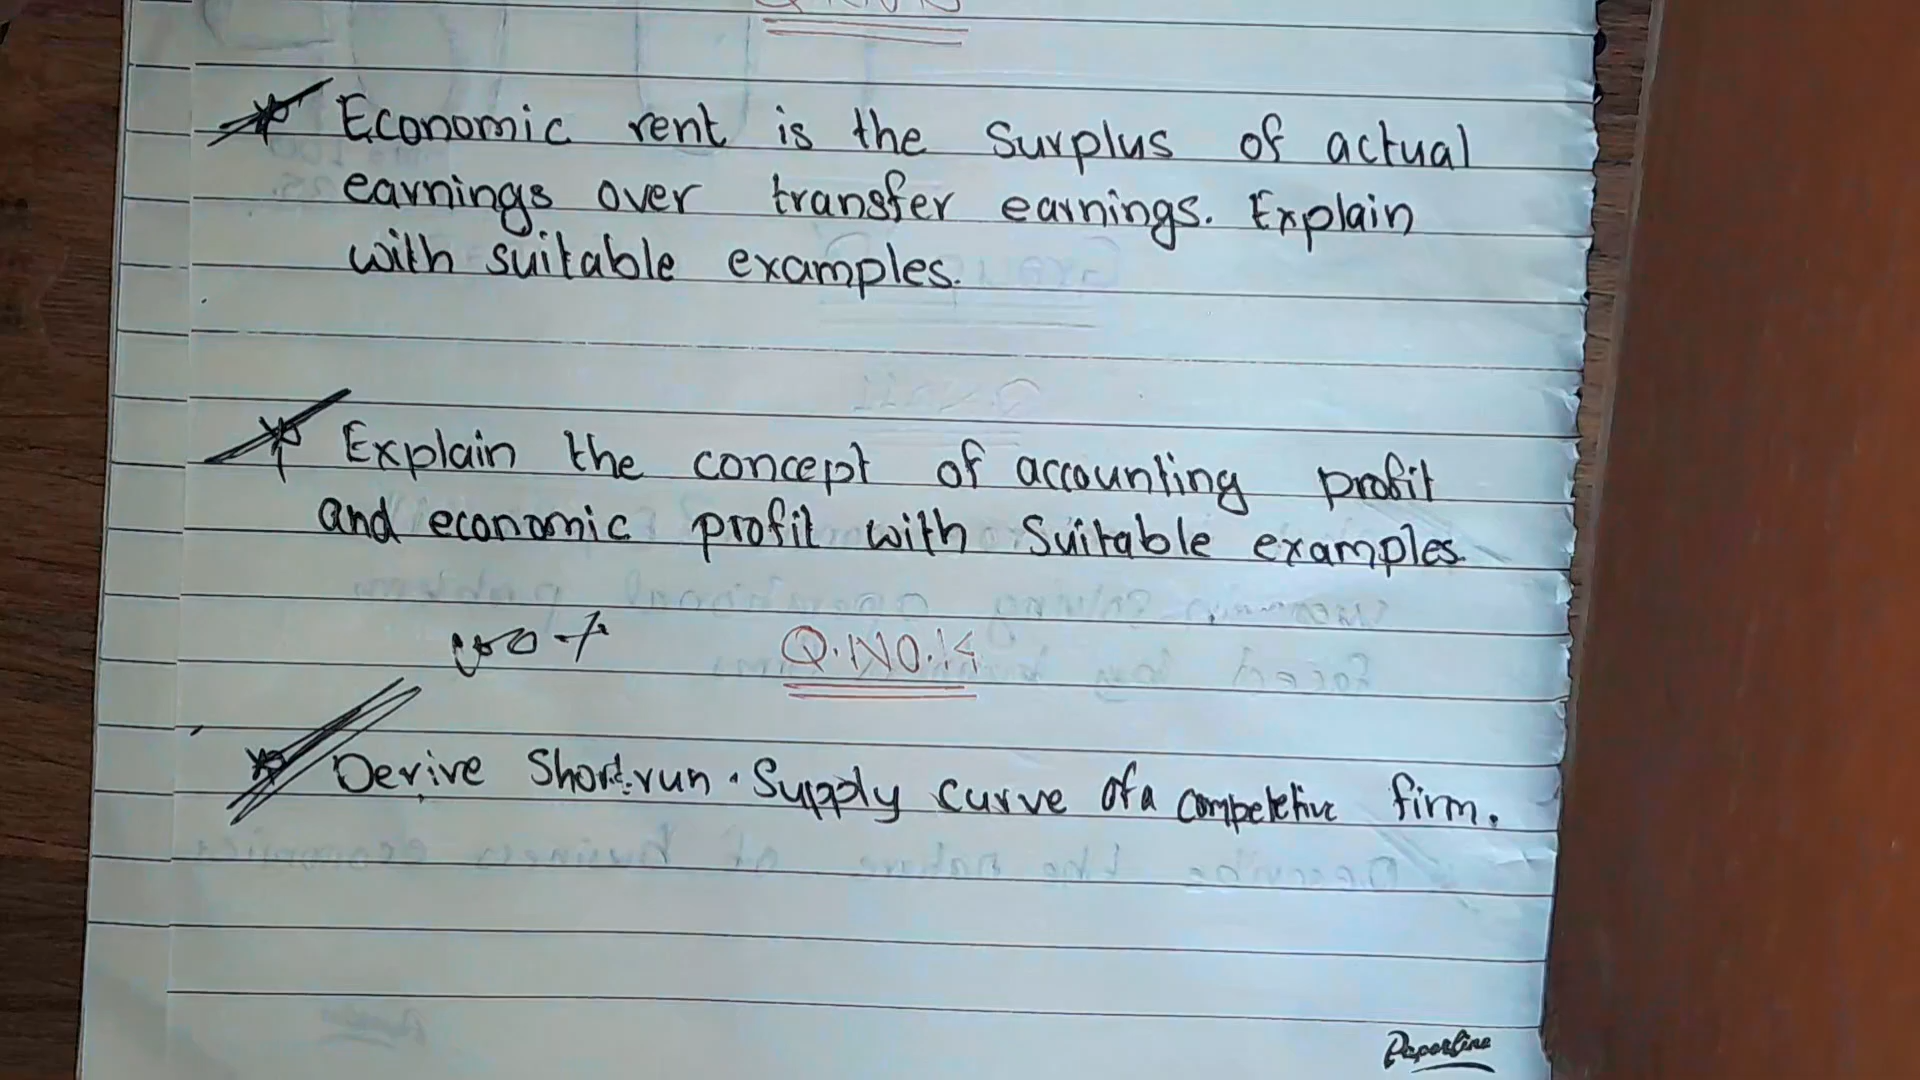 Economic rent is the surplus of actual
earnings over transfer earnings. Explain
with suitable examples.
Explain the concept of accounting profit
and economic profit with suitable examples.
Q.NO.14
Derive Short run Supply curve of a competetive firm.
Paperline